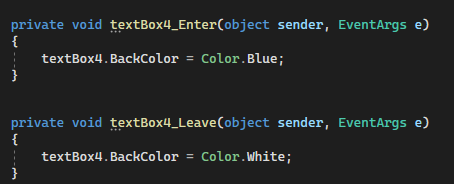 private void textBox4_Enter(object sender, EventArgs e)
{
    textBox4.BackColor = Color.Blue;
}
private void textBox4_Leave(object sender, EventArgs e)
{
    textBox4.BackColor = Color.White;
}